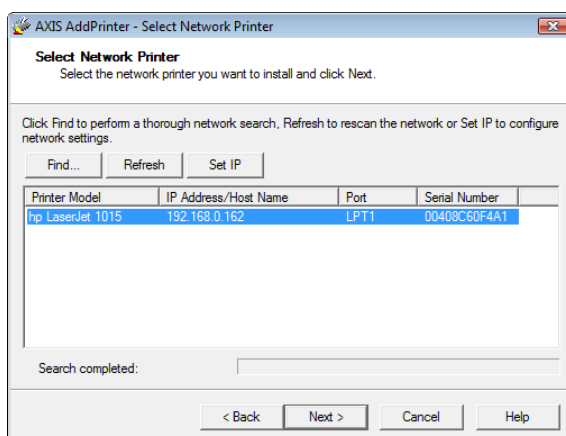 AXIS AddPrinter - Select Network Printer
Select Network Printer
Select the network printer you want to install and click Next.
Click Find to perform a thorough network search, Refresh to rescan the network or Set IP to configure
network settings.
Find... Refresh Set IP
Printer Model IP Address/Host Name Port Serial Number
hp LaserJet 1015 192.168.0.162 LPT1 00408C60F4A1
Search completed:
< Back Next > Cancel Help